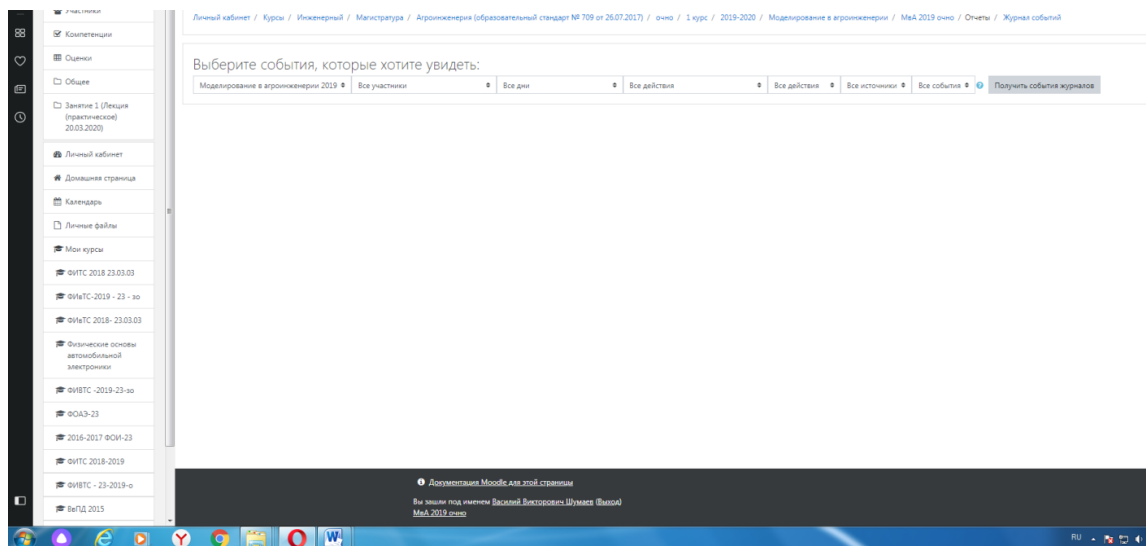 Участники
Компетенции
Оценки
Общее
Занятие 1 (Лекция
(практическое)
20.03.2020)
Личный кабинет
Домашняя страница
Календарь
Личные файлы
Мои курсы
ФИТС 2018 23.03.03
ФИвТС-2019 - 23 - зо
ФИвТС 2018- 23.03.03
Физические основы
автомобильной
электроники
ФИВТС -2019-23-зо
ФОАЭ-23
2016-2017 ФОИ-23
ФИТС 2018-2019
ФИВТС - 23-2019-о
ВвПД 2015
Личный кабинет / Курсы / Инженерный / Магистратура / Агроинженерия (образовательный стандарт № 709 от 26.07.2017) / очно / 1 курс / 2019-2020 / Моделирование в агроинженерии / МвА 2019 очно / Отчеты / Журнал событий
Выберите события, которые хотите увидеть:
Моделирование в агроинженерии 2019 Все участники Все дни Все действия Все действия Все источники Все события Получить события журналов
Документация Moodle для этой страницы
Вы зашли под именем Василий Викторович Шумаев (Выход)
МвА 2019 очно
RU